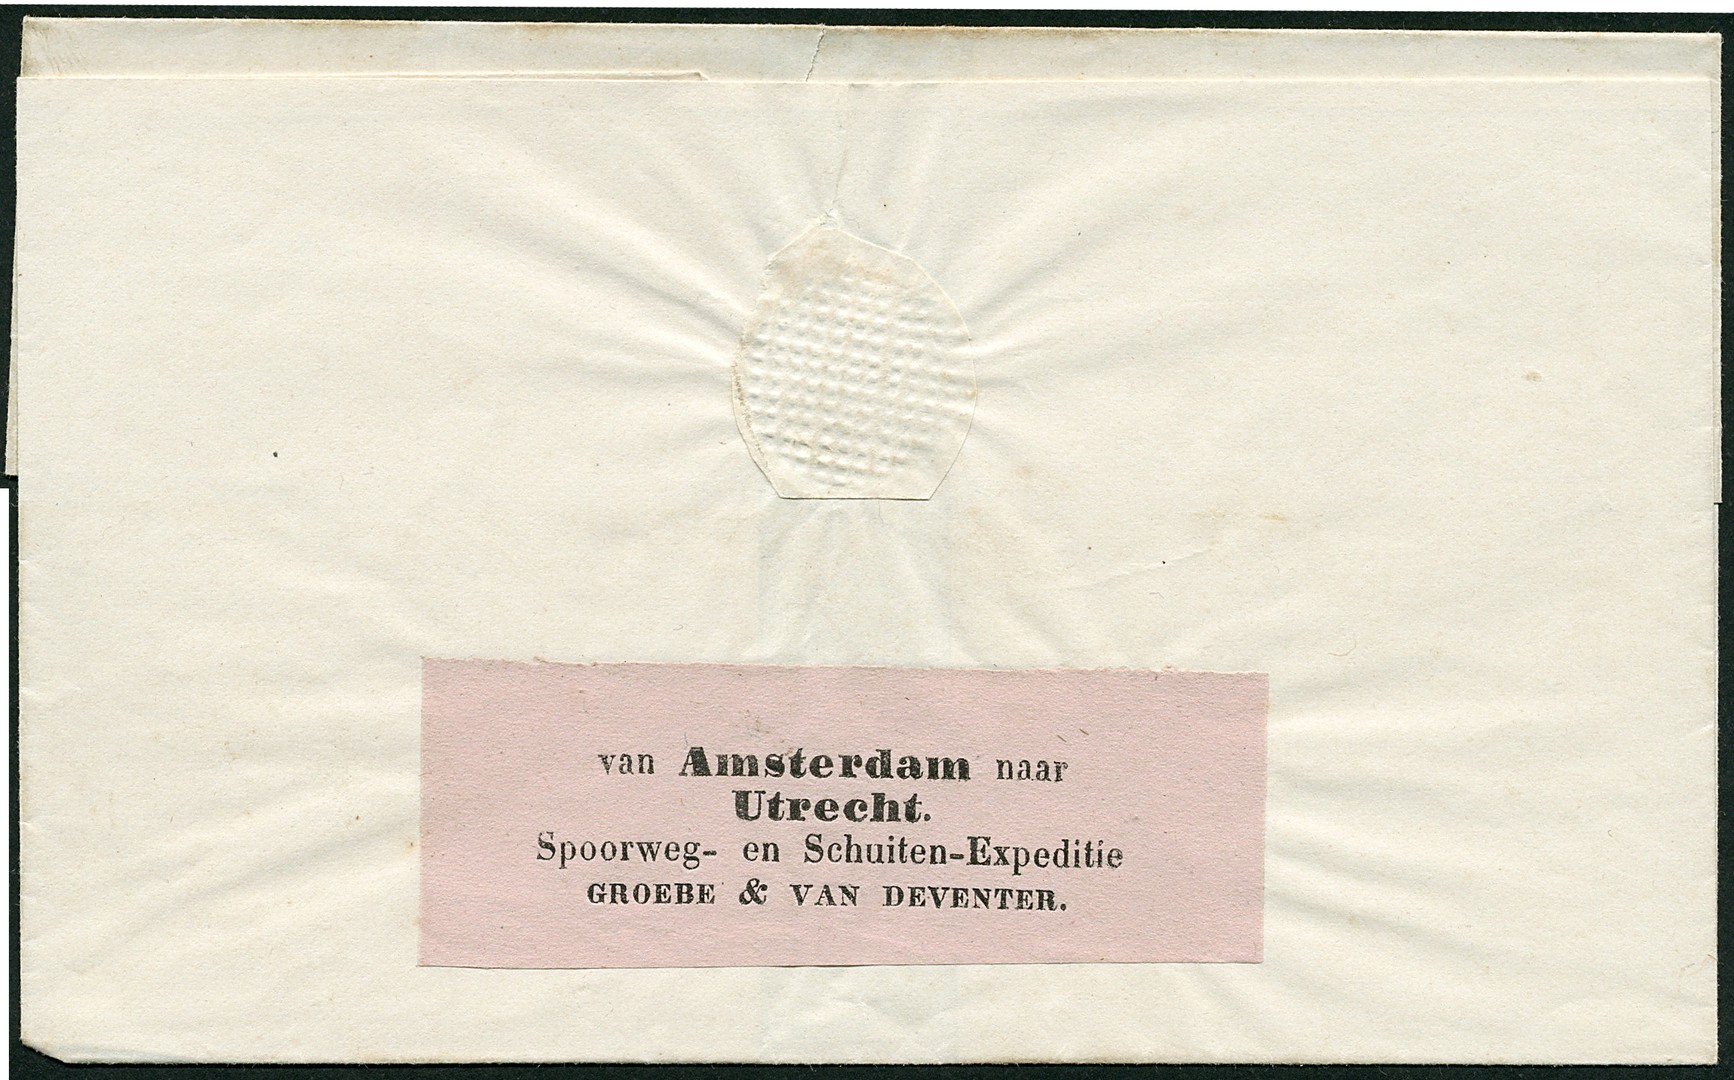 van Amsterdam naar
Utrecht.
Spoorweg- en Schuiten-Expeditie
GROEBE & VAN DEVENTER.